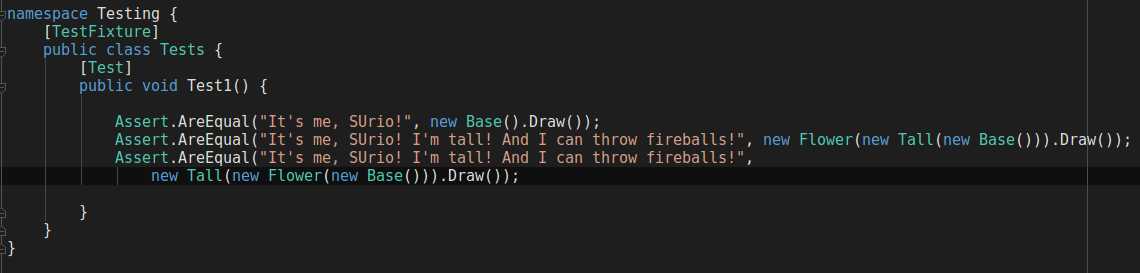 namespace Testing {
[TestFixture]
public class Tests {
[Test]
public void Test1() {
Assert.AreEqual("It's me, SUrio!", new Base().Draw());
Assert.AreEqual("It's me, SUrio! I'm tall! And I can throw fireballs!", new Flower(new Tall(new Base())).Draw());
Assert.AreEqual("It's me, SUrio! I'm tall! And I can throw fireballs!",
new Tall(new Flower(new Base())).Draw());
}
}
}